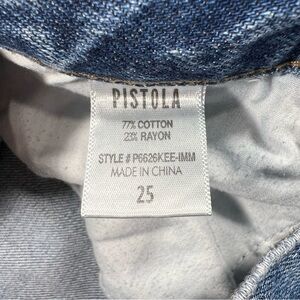 PISTOLA
77% COTTON
23% RAYON
STYLE # P6626KEE-IMM
MADE IN CHINA
25